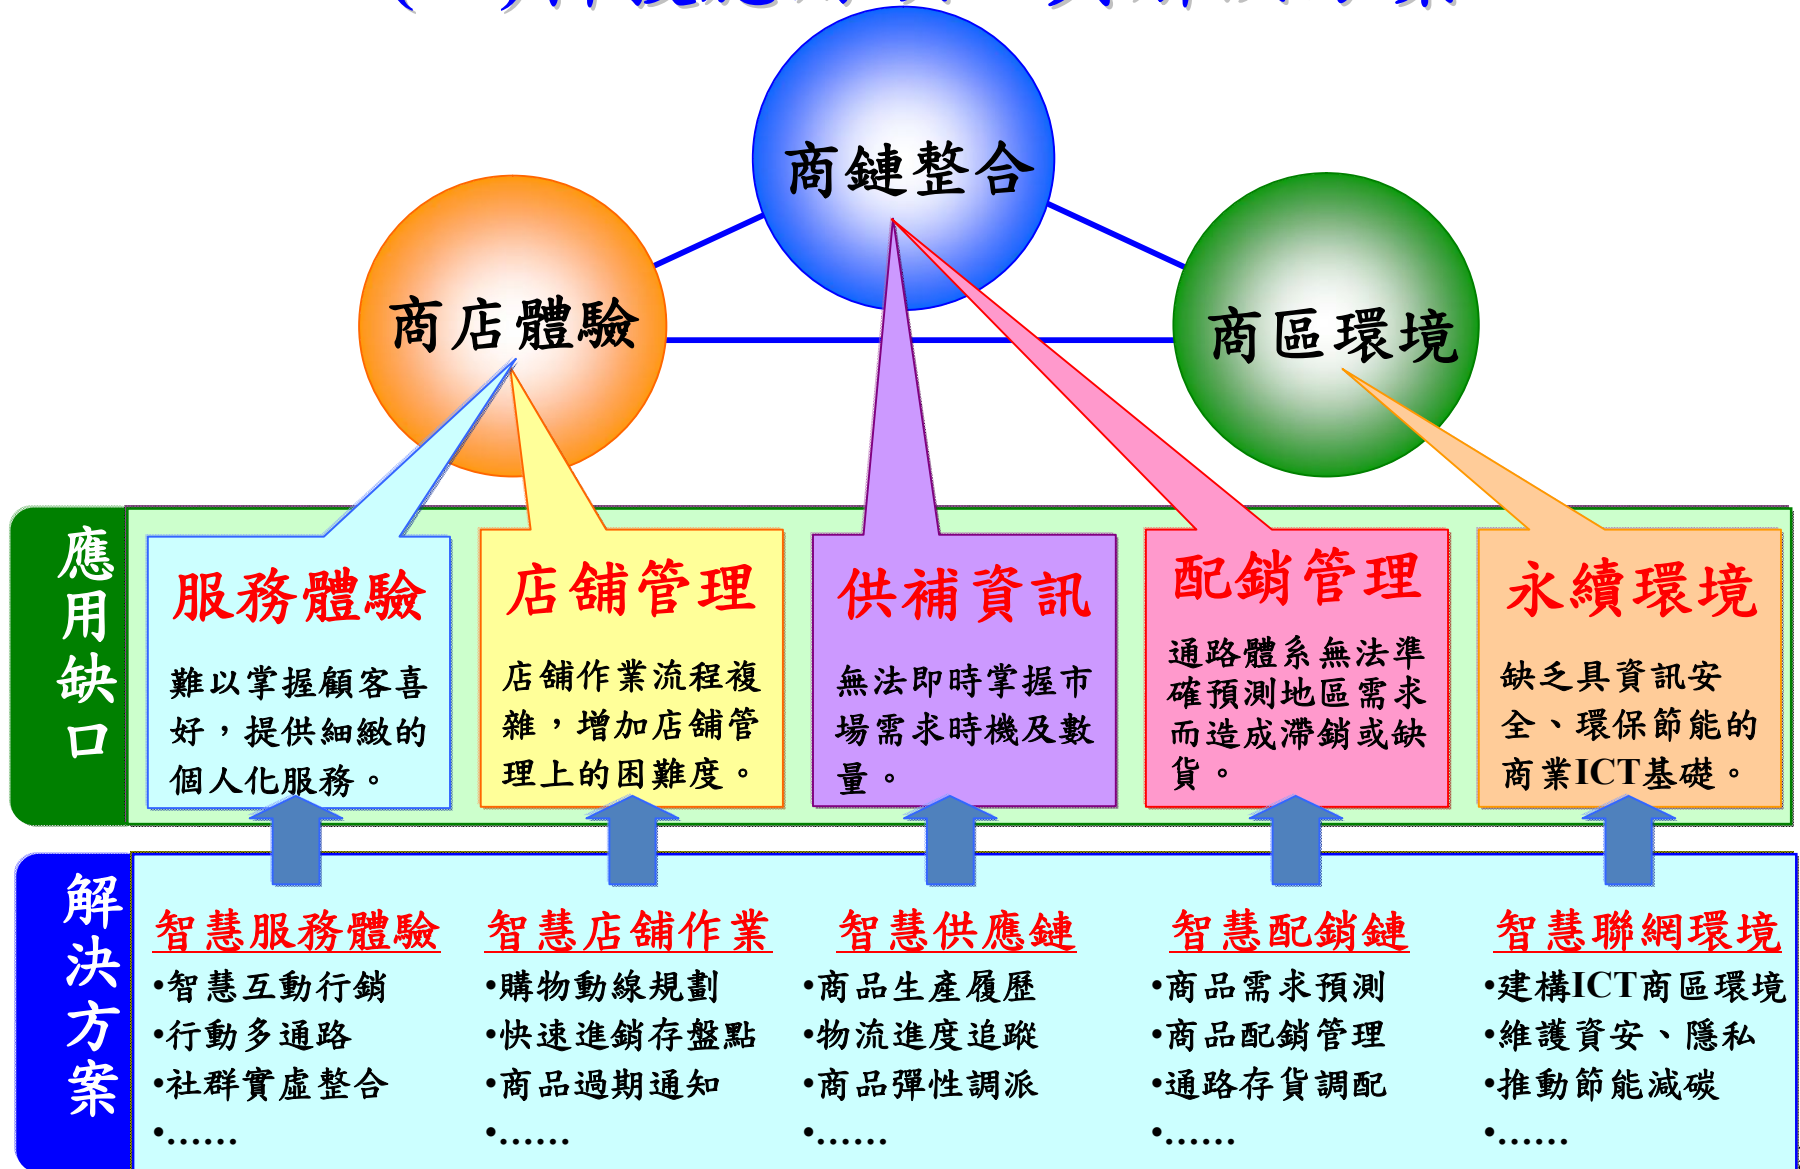 商鏈整合
商店體驗
商區環境
應用缺口
服務體驗
難以掌握顧客喜
好，提供細緻的
個人化服務。
店舖管理
店舖作業流程複
雜，增加店舖管
理上的困難度。
供補資訊
無法即時掌握市
場需求時機及數
量。
配銷管理
通路體系無法準
確預測地區需求
而造成滯銷或缺
貨。
永續環境
缺乏具資訊安
全、環保節能的
商業ICT基礎。
解決方案
智慧服務體驗
•智慧互動行銷
•行動多通路
•社群實虛整合
•……
智慧店舖作業
•購物動線規劃
•快速進銷存盤點
•商品過期通知
•……
智慧供應鏈
•商品生產履歷
•物流進度追蹤
•商品彈性調派
•……
智慧配銷鏈
•商品需求預測
•商品配銷管理
•通路存貨調配
•……
智慧聯網環境
•建構ICT商區環境
•維護資安、隱私
•推動節能減碳
•……